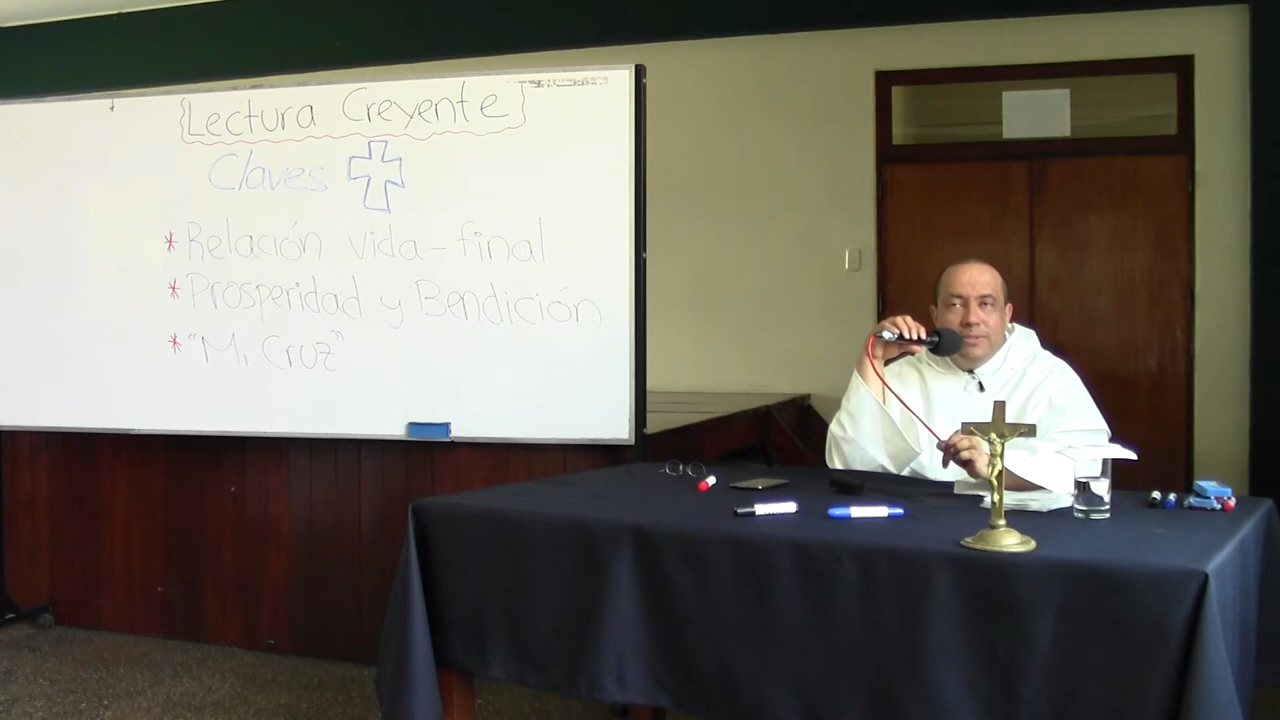 Lectura Creyente
Claves
* Relación vida-final
* Prosperidad y Bendición
* "Mi Cruz"